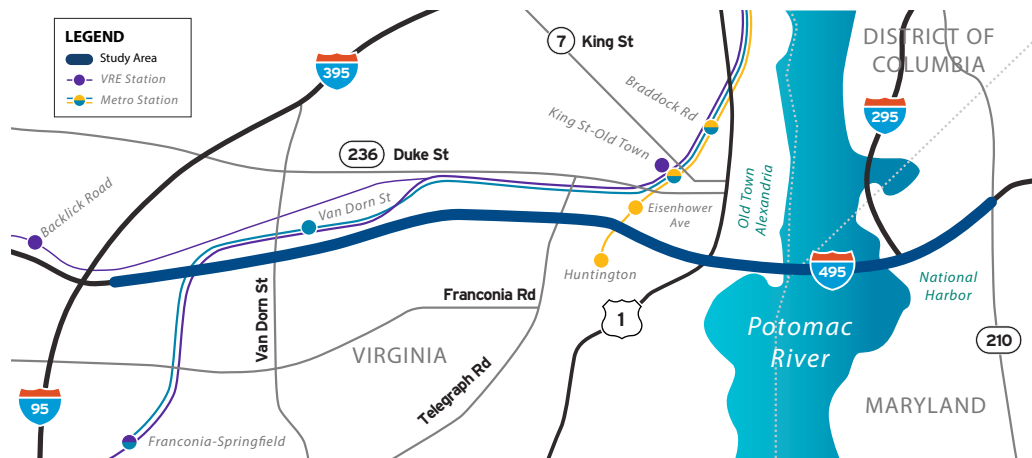 LEGEND
Study Area
VRE Station
Metro Station
395
7
King St
DISTRICT OF
COLUMBIA
295
Braddock Rd
King St-Old Town
236
Duke St
Backlick Road
Van Dorn St
Old Town
Alexandria
Eisenhower
Ave
Huntington
495
National
Harbor
Franconia Rd
Van Dorn St
1
Potomac
River
VIRGINIA
210
Telegraph Rd
95
MARYLAND
Franconia-Springfield